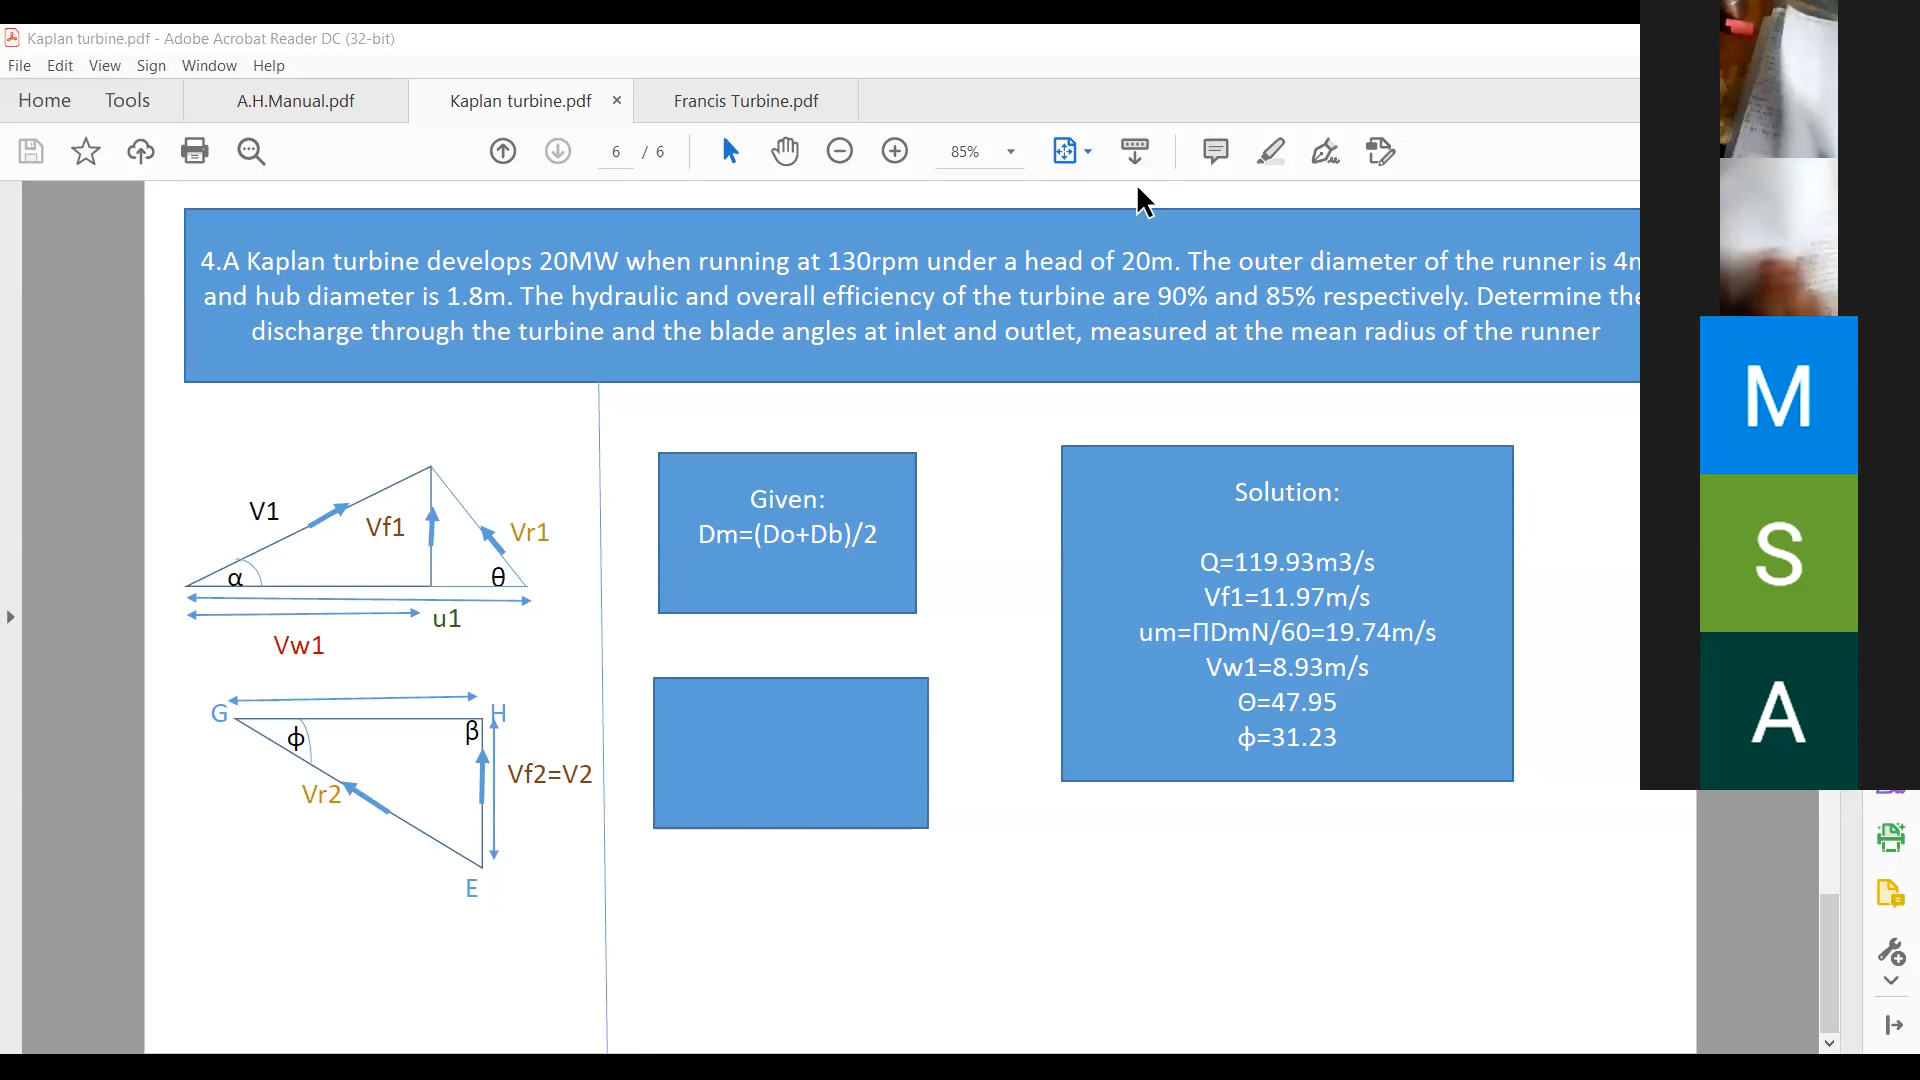 Kaplan turbine.pdf - Adobe Acrobat Reader DC (32-bit)
File Edit View Sign Window Help
Home Tools A.H.Manual.pdf Kaplan turbine.pdf × Francis Turbine.pdf
6 / 6 85%
4.A Kaplan turbine develops 20MW when running at 130rpm under a head of 20m. The outer diameter of the runner is
and hub diameter is 1.8m. The hydraulic and overall efficiency of the turbine are 90% and 85% respectively. Determine the
discharge through the turbine and the blade angles at inlet and outlet, measured at the mean radius of the runner
V1
Vf1
Vr1
α
θ
u1
Vw1
G
H
ϕ
β
Vf2=V2
Vr2
E
Given:
Dm=(Do+Db)/2
Solution:
Q=119.93m3/s
Vf1=11.97m/s
um=ΠDmN/60=19.74m/s
Vw1=8.93m/s
Θ=47.95
ϕ=31.23
M
S
A